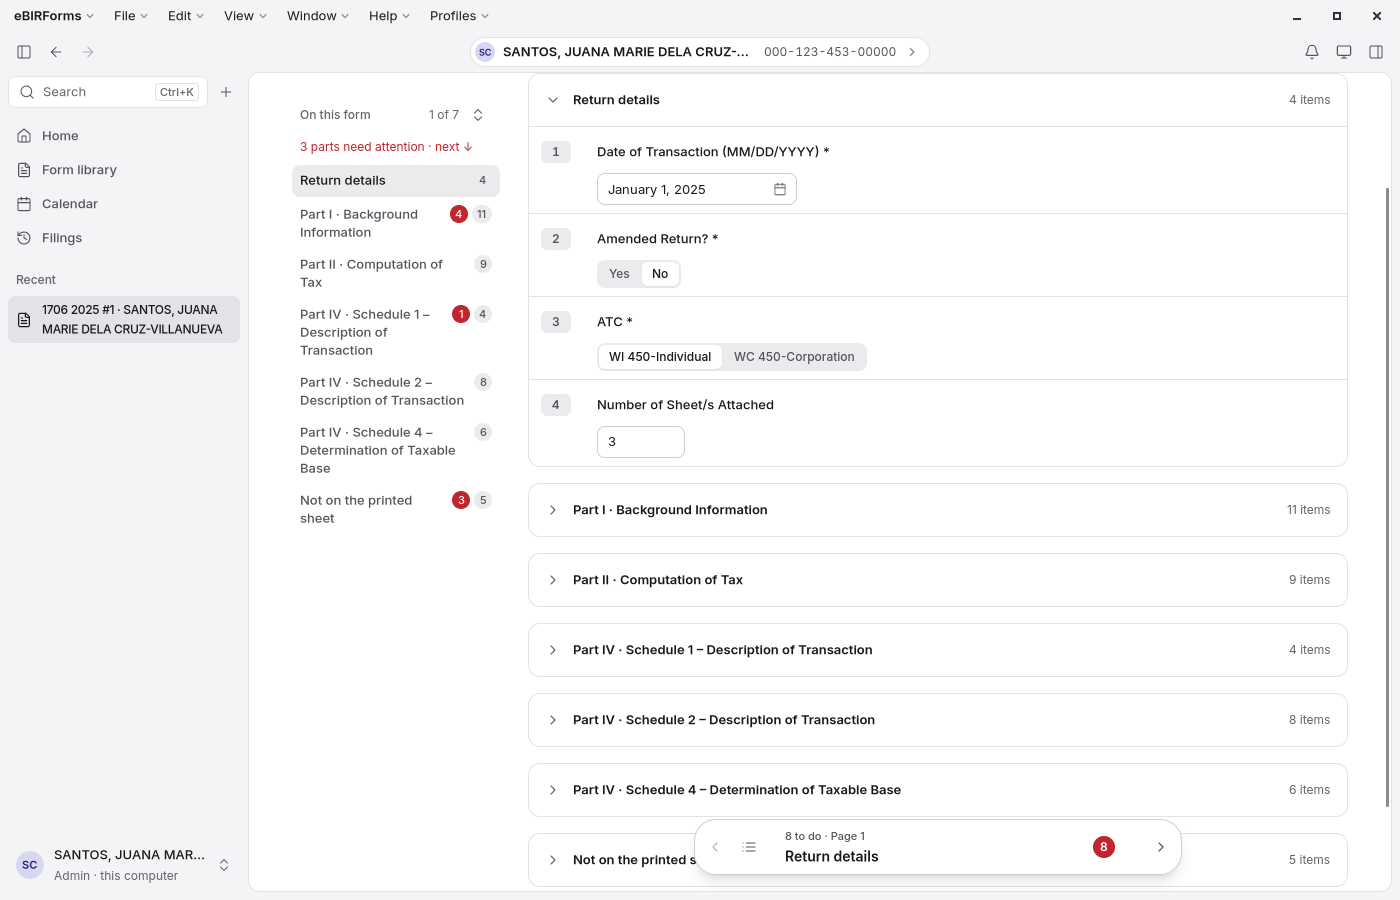 eBIRForms File Edit View Window Help Profiles
SC SANTOS, JUANA MARIE DELA CRUZ-... 000-123-453-00000
Search Ctrl+K
Home
Form library
Calendar
Filings
Recent
1706 2025 #1 · SANTOS, JUANA
MARIE DELA CRUZ-VILLANUEVA
SC SANTOS, JUANA MAR...
Admin · this computer
On this form 1 of 7
3 parts need attention · next ↓
Return details 4
Part I · Background 4 11
Information
Part II · Computation of 9
Tax
Part IV · Schedule 1 – 1 4
Description of
Transaction
Part IV · Schedule 2 – 8
Description of Transaction
Part IV · Schedule 4 – 6
Determination of Taxable
Base
Not on the printed 3 5
sheet
Return details 4 items
1 Date of Transaction (MM/DD/YYYY) *
January 1, 2025
2 Amended Return? *
Yes No
3 ATC *
WI 450-Individual WC 450-Corporation
4 Number of Sheet/s Attached
3
Part I · Background Information 11 items
Part II · Computation of Tax 9 items
Part IV · Schedule 1 – Description of Transaction 4 items
Part IV · Schedule 2 – Description of Transaction 8 items
Part IV · Schedule 4 – Determination of Taxable Base 6 items
Not on the printed s 5 items
8 to do · Page 1
Return details 8